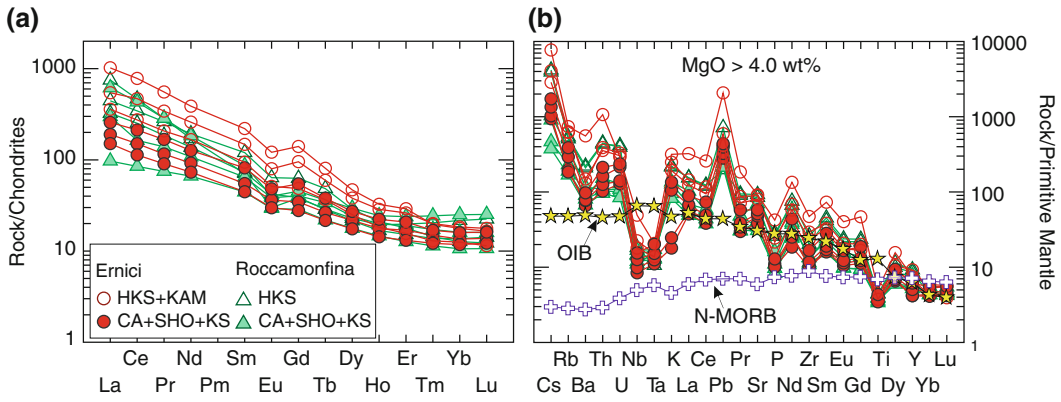 (a)
Rock/Chondrites
1000
100
10
1
Ernici
Roccamonfina
HKS+KAM
HKS
CA+SHO+KS
CA+SHO+KS
Ce Nd Sm Gd Dy Er Yb
La Pr Pm Eu Tb Ho Tm Lu
(b)
MgO > 4.0 wt%
OIB
N-MORB
10000
1000
100
10
1
Rock/Primitive Mantle
Rb Th Nb K Ce Pr P Zr Eu Ti Y Lu
Cs Ba U Ta La Pb Sr Nd Sm Gd Dy Yb